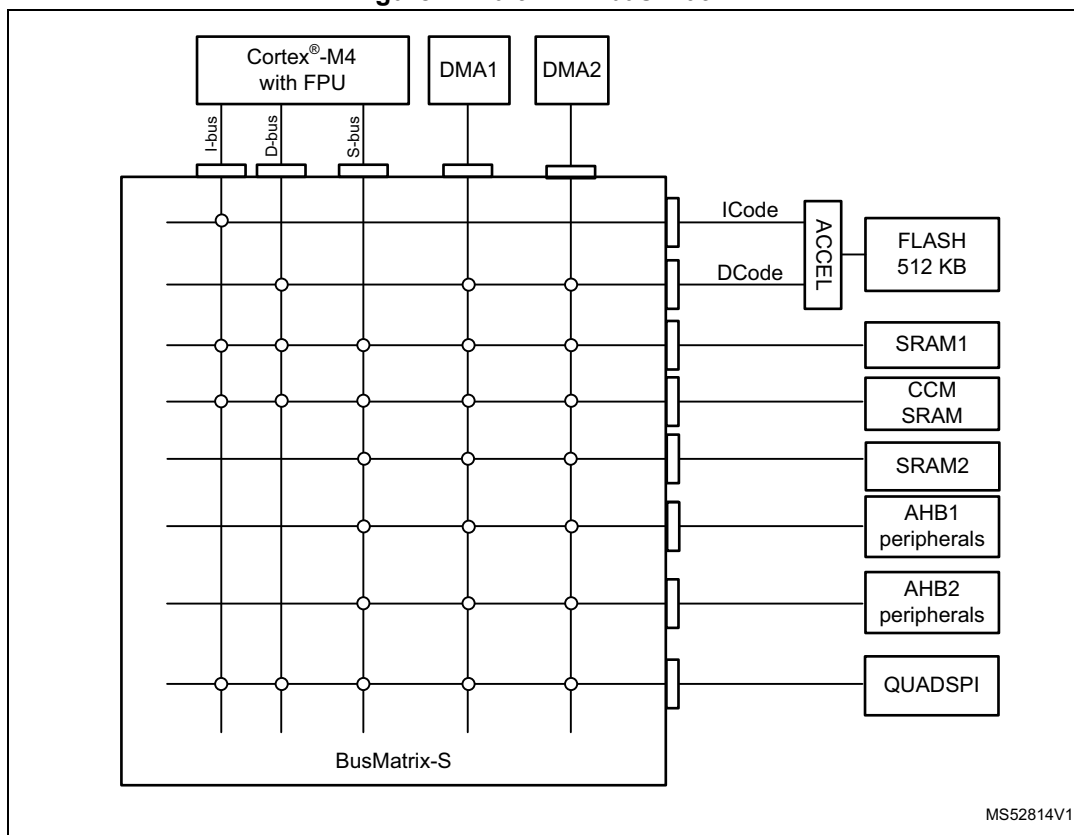 Cortex®-M4
with FPU
DMA1
DMA2
I-bus
D-bus
S-bus
ICode
DCode
ACCEL
FLASH
512 KB
SRAM1
CCM
SRAM
SRAM2
AHB1
peripherals
AHB2
peripherals
QUADSPI
BusMatrix-S
MS52814V1